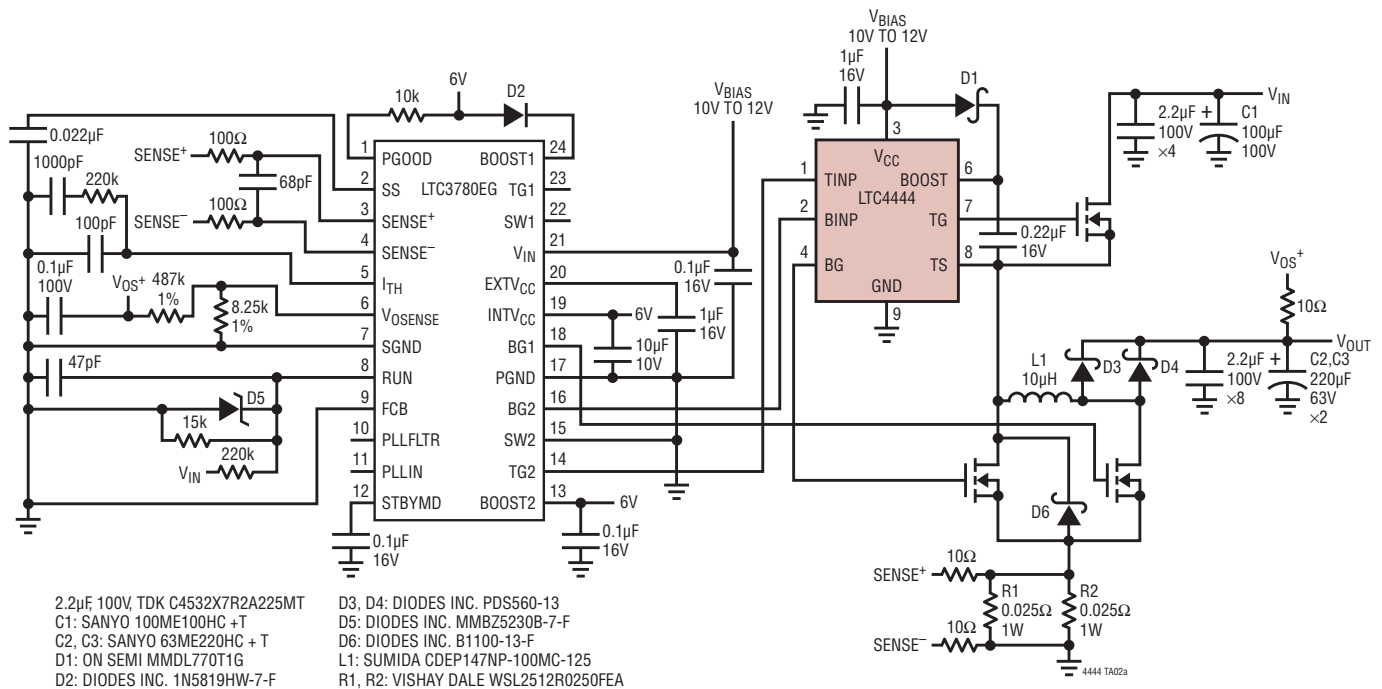 VBIAS
10V TO 12V
1µF
16V
D1
6V
10k
D2
VBIAS
10V TO 12V
VIN
2.2µF
100V
×4
+
C1
100µF
100V
0.022µF
1000pF
220k
100pF
0.1µF
100V
SENSE+
100Ω
68pF
SENSE−
100Ω
VOS+
487k
1%
8.25k
1%
47pF
D5
15k
220k
VIN
LTC3780EG
1
PGOOD
2
SS
3
SENSE+
4
SENSE−
5
ITH
6
VOSENSE
7
SGND
8
RUN
9
FCB
10
PLLFLTR
11
PLLIN
12
STBYMD
BOOST1
24
TG1
23
SW1
22
VIN
21
EXTVCC
20
INTVCC
19
BG1
18
PGND
17
BG2
16
SW2
15
TG2
14
BOOST2
13
0.1µF
16V
0.1µF
16V
6V
6V
10µF
10V
1µF
16V
0.1µF
16V
3
VCC
LTC4444
1
TINP
2
BINP
4
BG
BOOST
6
TG
7
TS
8
GND
9
0.22µF
16V
VOS+
10Ω
VOUT
L1
10µH
D3
D4
2.2µF
100V
×8
+
C2,C3
220µF
63V
×2
D6
SENSE+
10Ω
R1
0.025Ω
1W
R2
0.025Ω
1W
SENSE−
10Ω
4444 TA02a
2.2µF, 100V, TDK C4532X7R2A225MT
C1: SANYO 100ME100HC +T
C2, C3: SANYO 63ME220HC + T
D1: ON SEMI MMDL770T1G
D2: DIODES INC. 1N5819HW-7-F
D3, D4: DIODES INC. PDS560-13
D5: DIODES INC. MMBZ5230B-7-F
D6: DIODES INC. B1100-13-F
L1: SUMIDA CDEP147NP-100MC-125
R1, R2: VISHAY DALE WSL2512R0250FEA